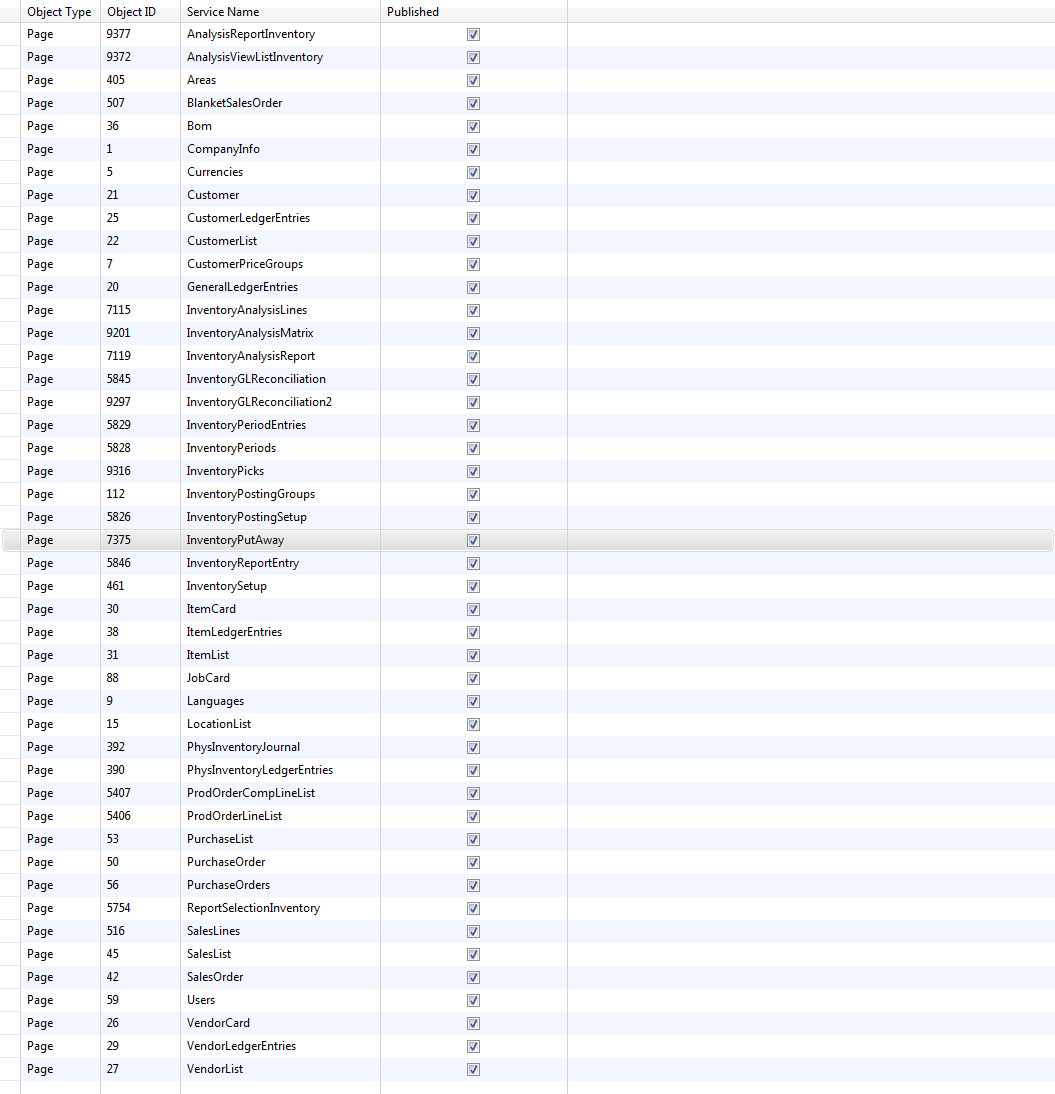 Object Type Object ID Service Name Published
Page 9377 AnalysisReportInventory
Page 9372 AnalysisViewListInventory
Page 405 Areas
Page 507 BlanketSalesOrder
Page 36 Bom
Page 1 CompanyInfo
Page 5 Currencies
Page 21 Customer
Page 25 CustomerLedgerEntries
Page 22 CustomerList
Page 7 CustomerPriceGroups
Page 20 GeneralLedgerEntries
Page 7115 InventoryAnalysisLines
Page 9201 InventoryAnalysisMatrix
Page 7119 InventoryAnalysisReport
Page 5845 InventoryGLReconciliation
Page 9297 InventoryGLReconciliation2
Page 5829 InventoryPeriodEntries
Page 5828 InventoryPeriods
Page 9316 InventoryPicks
Page 112 InventoryPostingGroups
Page 5826 InventoryPostingSetup
Page 7375 InventoryPutAway
Page 5846 InventoryReportEntry
Page 461 InventorySetup
Page 30 ItemCard
Page 38 ItemLedgerEntries
Page 31 ItemList
Page 88 JobCard
Page 9 Languages
Page 15 LocationList
Page 392 PhysInventoryJournal
Page 390 PhysInventoryLedgerEntries
Page 5407 ProdOrderCompLineList
Page 5406 ProdOrderLineList
Page 53 PurchaseList
Page 50 PurchaseOrder
Page 56 PurchaseOrders
Page 5754 ReportSelectionInventory
Page 516 SalesLines
Page 45 SalesList
Page 42 SalesOrder
Page 59 Users
Page 26 VendorCard
Page 29 VendorLedgerEntries
Page 27 VendorList